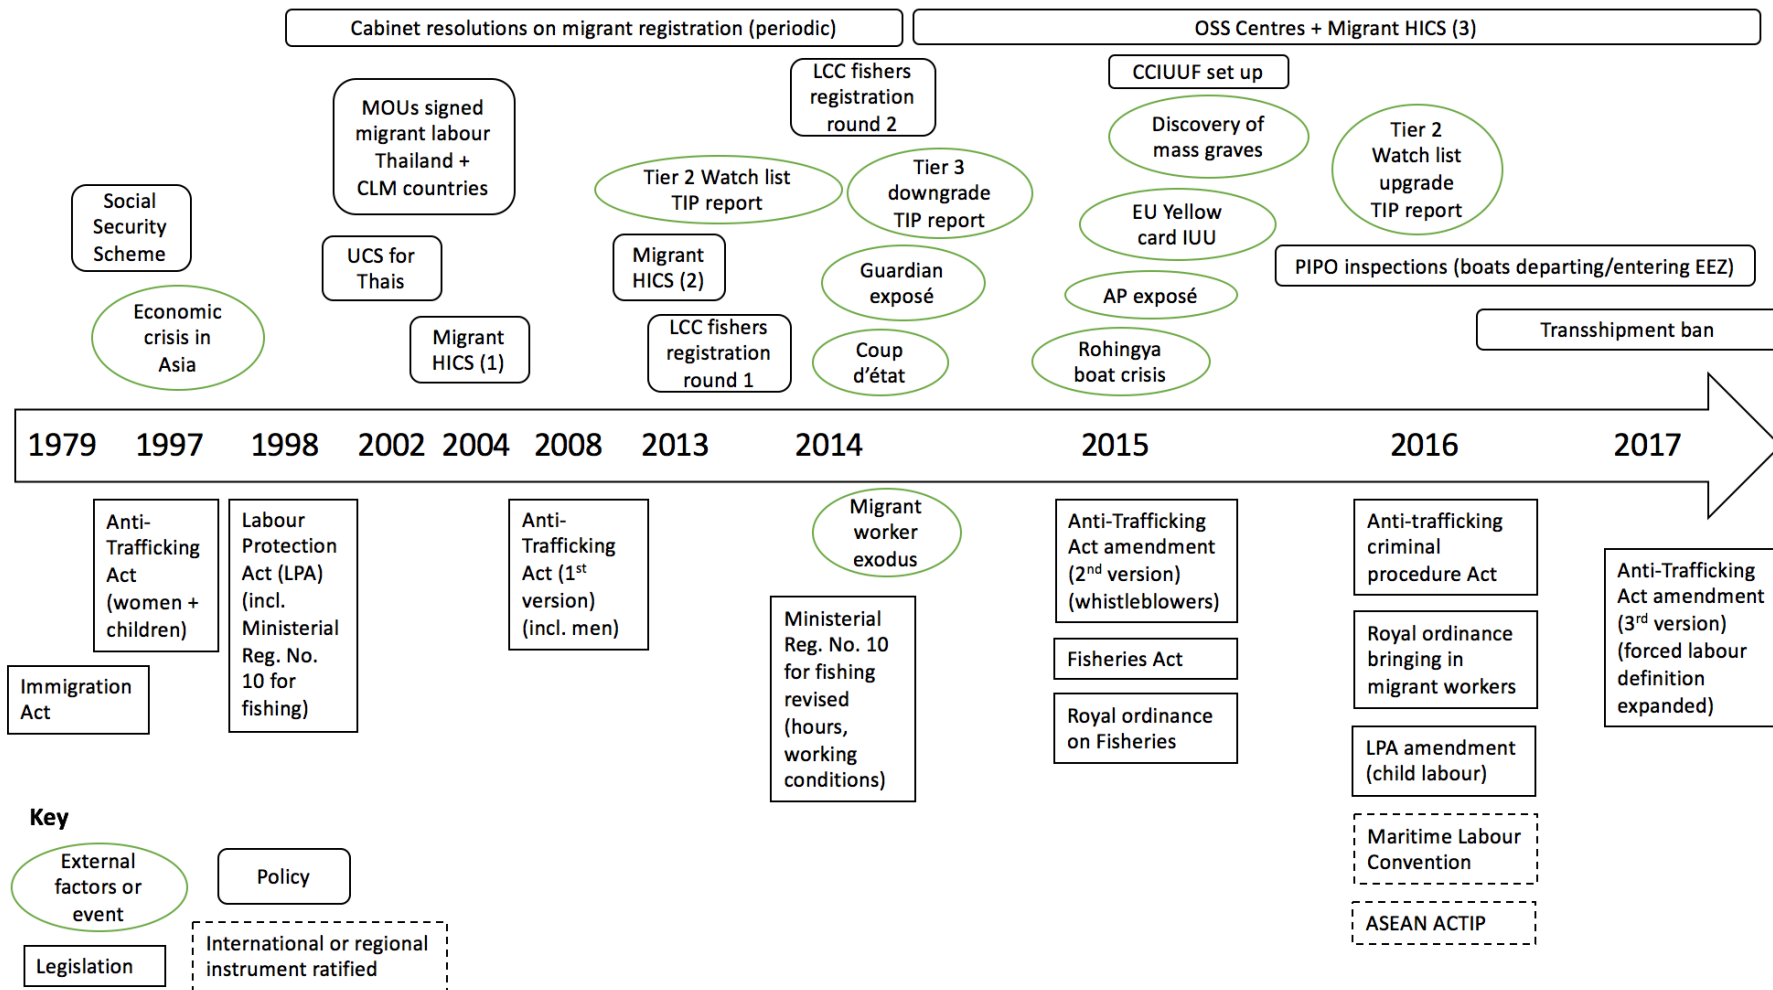 Cabinet resolutions on migrant registration (periodic)
OSS Centres + Migrant HICS (3)
LCC fishers
registration
round 2
CCIUUF set up
MOUs signed
migrant labour
Thailand +
CLM countries
Discovery of
mass graves
Tier 2
Watch list
upgrade
TIP report
Tier 2 Watch list
TIP report
Tier 3
downgrade
TIP report
Social
Security
Scheme
EU Yellow
card IUU
UCS for
Thais
Migrant
HICS (2)
Guardian
exposé
PIPO inspections (boats departing/entering EEZ)
AP exposé
Economic
crisis in
Asia
Migrant
HICS (1)
LCC fishers
registration
round 1
Coup
d’état
Rohingya
boat crisis
Transshipment ban
1979 1997 1998 2002 2004 2008 2013 2014 2015 2016 2017
Anti-
Trafficking
Act
(women +
children)
Labour
Protection
Act (LPA)
(incl.
Ministerial
Reg. No.
10 for
fishing)
Anti-
Trafficking
Act (1st
version)
(incl. men)
Migrant
worker
exodus
Anti-Trafficking
Act amendment
(2nd version)
(whistleblowers)
Anti-trafficking
criminal
procedure Act
Anti-Trafficking
Act amendment
(3rd version)
(forced labour
definition
expanded)
Immigration
Act
Ministerial
Reg. No. 10
for fishing
revised
(hours,
working
conditions)
Fisheries Act
Royal ordinance
on Fisheries
Royal ordinance
bringing in
migrant workers
LPA amendment
(child labour)
Maritime Labour
Convention
ASEAN ACTIP
Key
External
factors or
event
Policy
Legislation
International or regional
instrument ratified